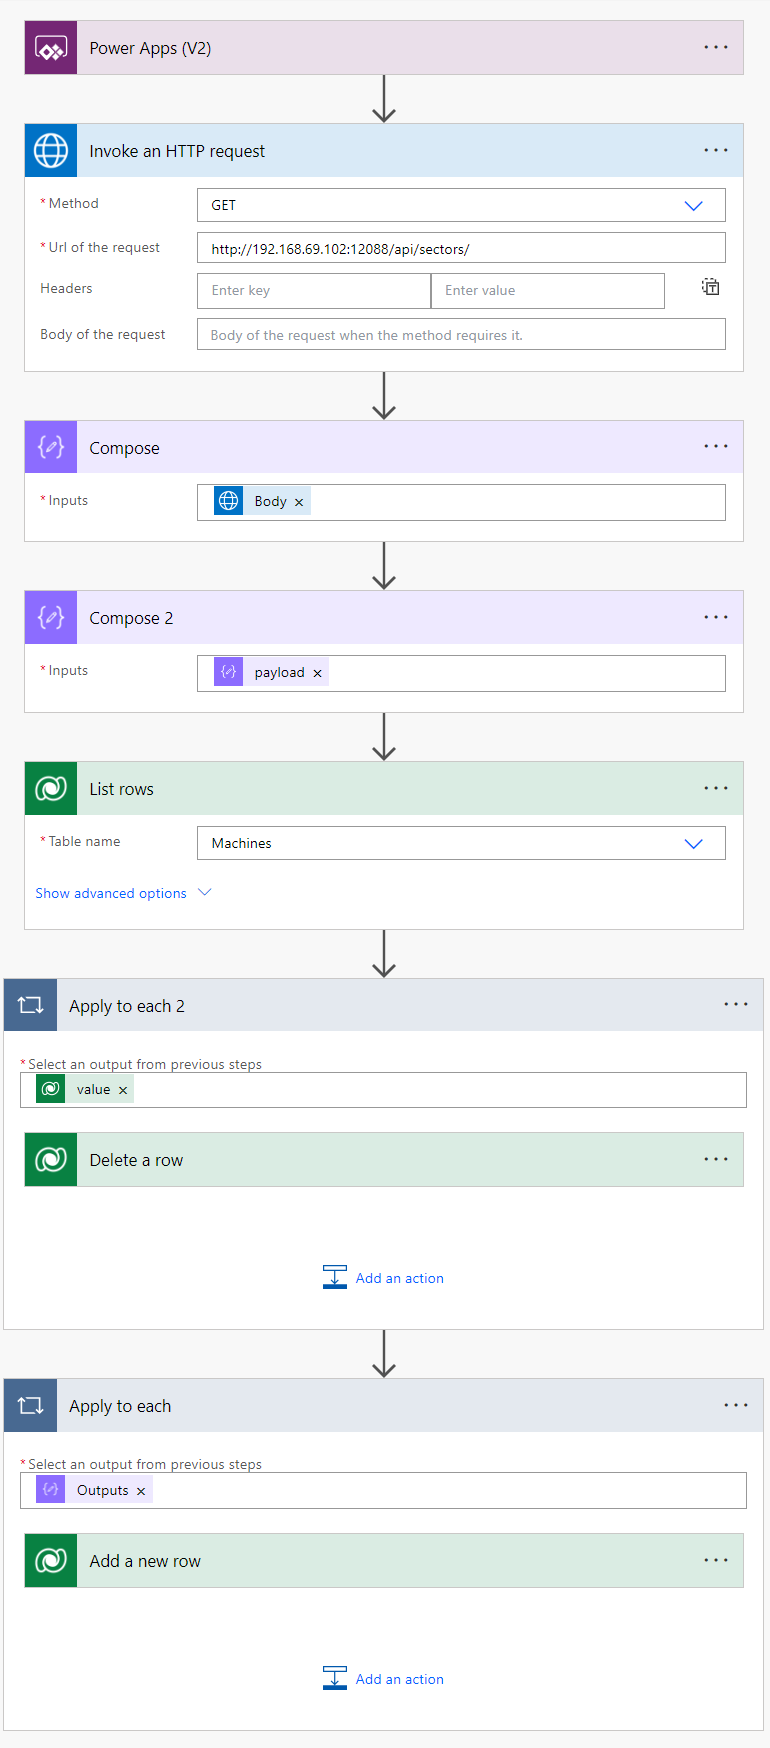 Power Apps (V2)
Invoke an HTTP request
* Method
GET
* Url of the request
http://192.168.69.102:12088/api/sectors/
Headers
Enter key
Enter value
Body of the request
Body of the request when the method requires it.
Compose
* Inputs
Body ×
Compose 2
* Inputs
payload ×
List rows
* Table name
Machines
Show advanced options
Apply to each 2
* Select an output from previous steps
value ×
Delete a row
Add an action
Apply to each
* Select an output from previous steps
Outputs ×
Add a new row
Add an action